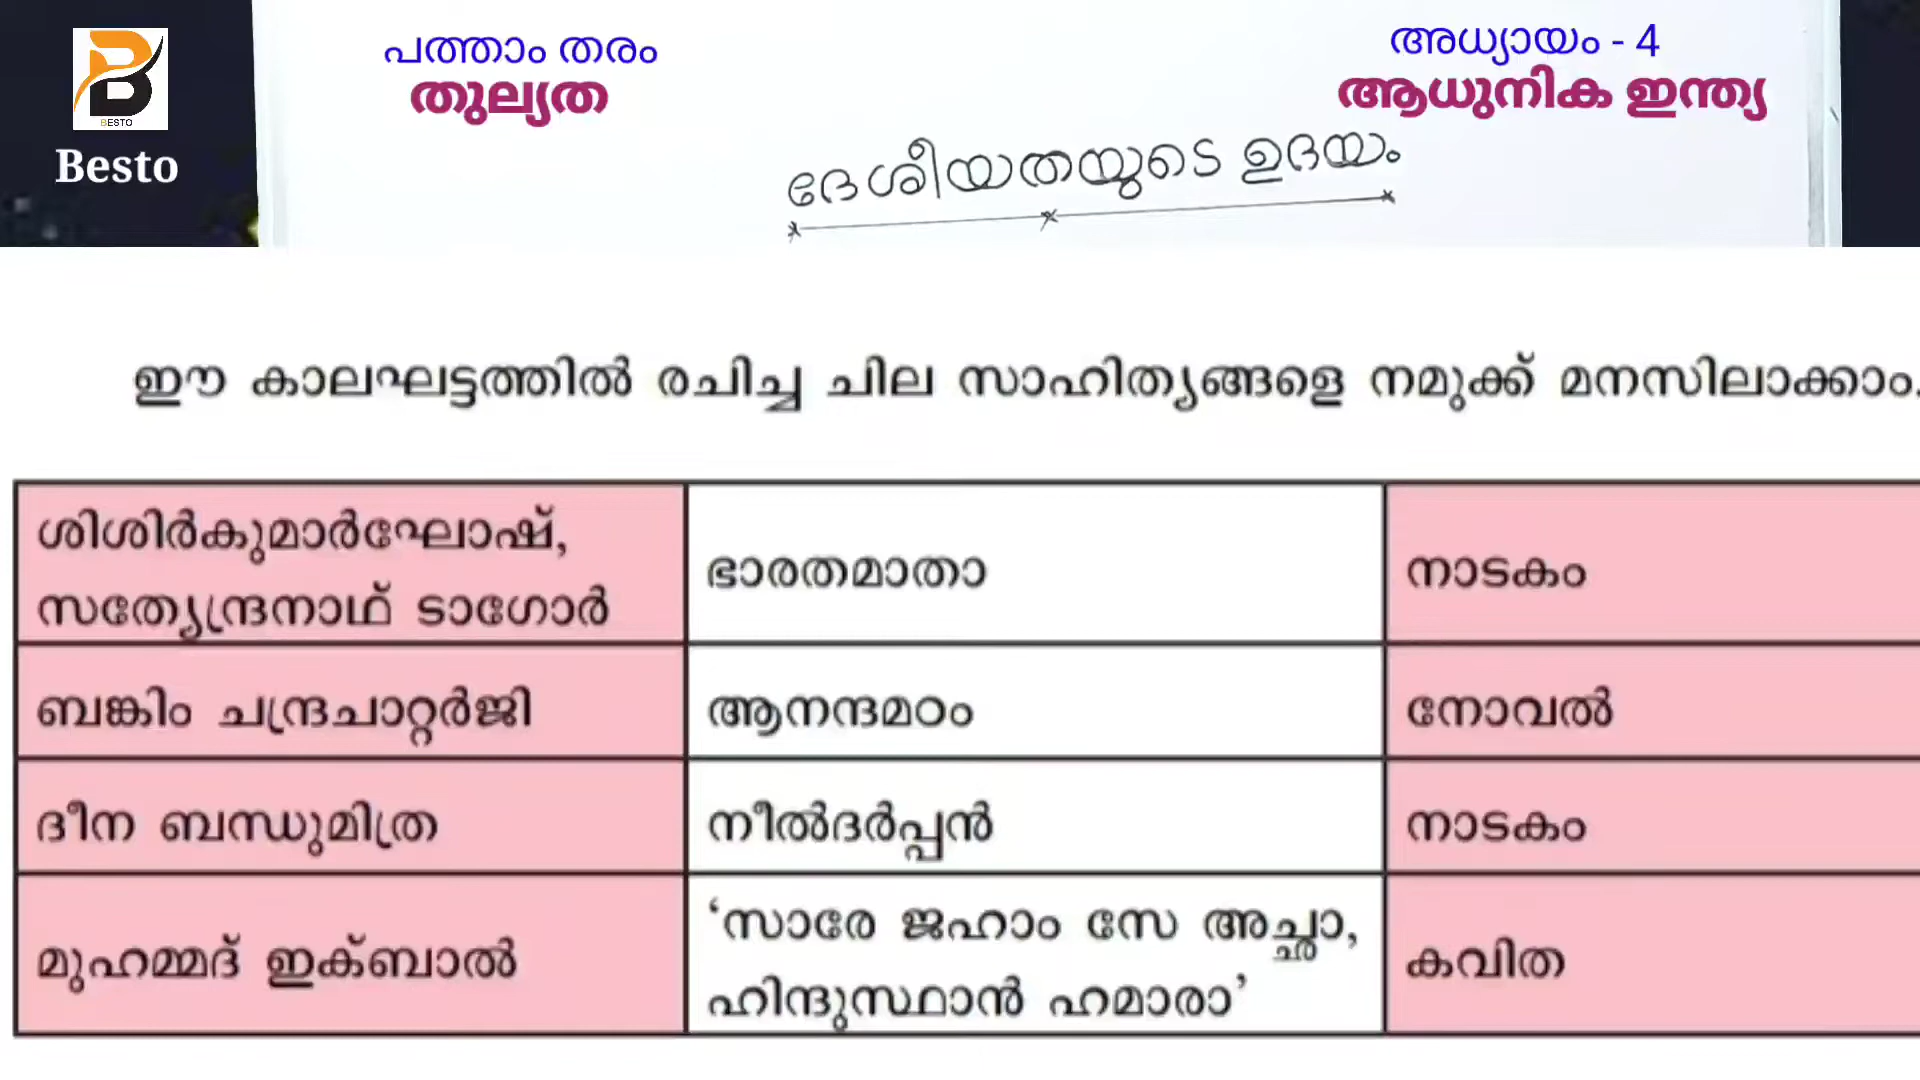 BESTO
Besto
പത്താം തരം
തുല്യത
അധ്യായം - 4
ആധുനിക ഇന്ത്യ
ദേശീയതയുടെ ഉദയം
ഈ കാലഘട്ടത്തിൽ രചിച്ച ചില സാഹിത്യങ്ങളെ നമുക്ക് മനസിലാക്കാം.
ശിശിർകുമാർഘോഷ്,
സത്യേന്ദ്രനാഥ് ടാഗോർ
ഭാരതമാതാ
നാടകം
ബങ്കിം ചന്ദ്രചാറ്റർജി
ആനന്ദമഠം
നോവൽ
ദീന ബന്ധുമിത്ര
നീൽദർപ്പൻ
നാടകം
മുഹമ്മദ് ഇക്ബാൽ
‘സാരേ ജഹാം സേ അച്ഛാ,
ഹിന്ദുസ്ഥാൻ ഹമാരാ’
കവിത